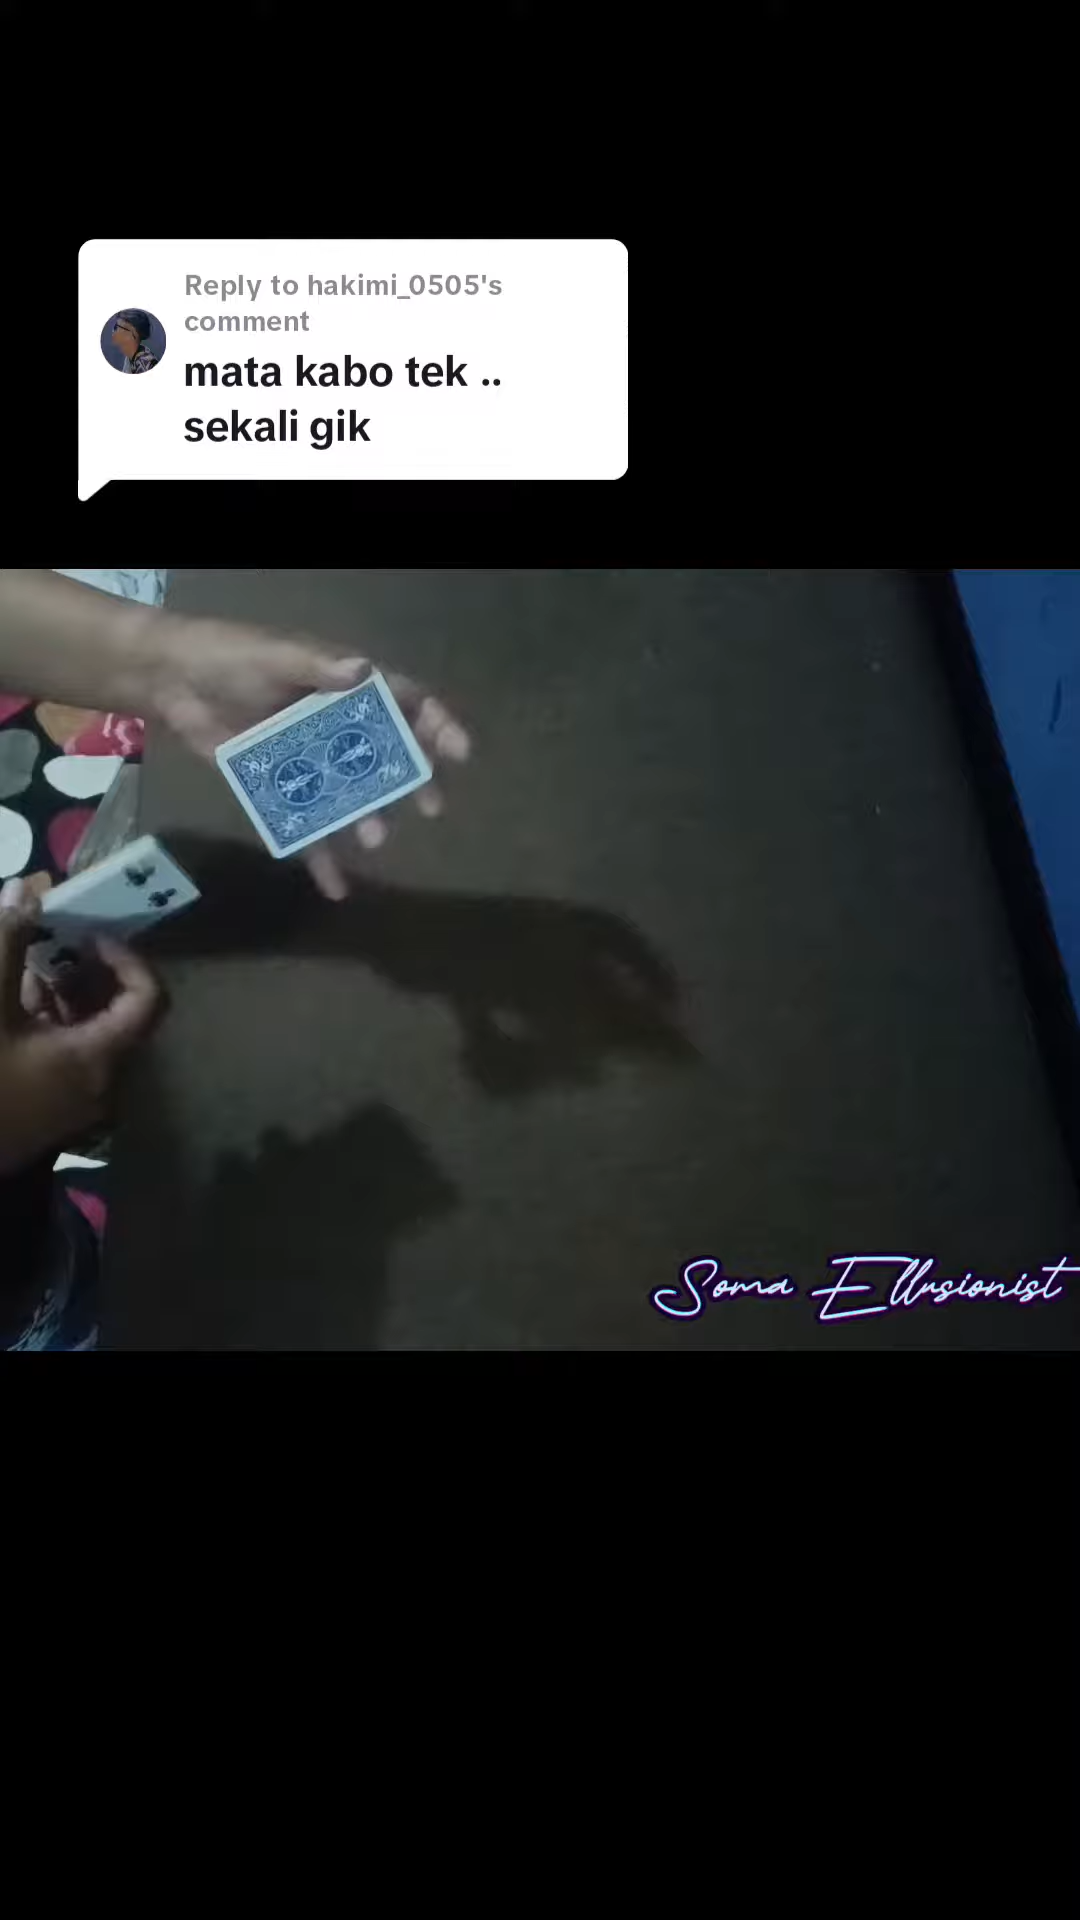 Reply to hakimi_0505's
comment
mata kabo tek ..
sekali gik
Soma Ellusionist